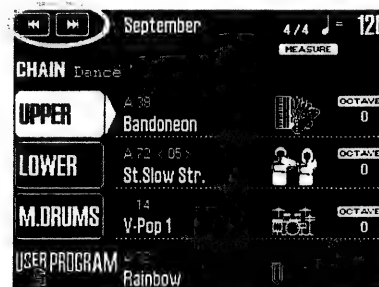 September 4/4 ♩= 120
MEASURE
CHAIN Dance
A 38 OCTAVE
UPPER Bandoneon 0
A 72 < 05 > OCTAVE
LOWER St.Slow Str. 0
14 OCTAVE
M.DRUMS V-Pop 1 0
USER PROGRAM
Rainbow